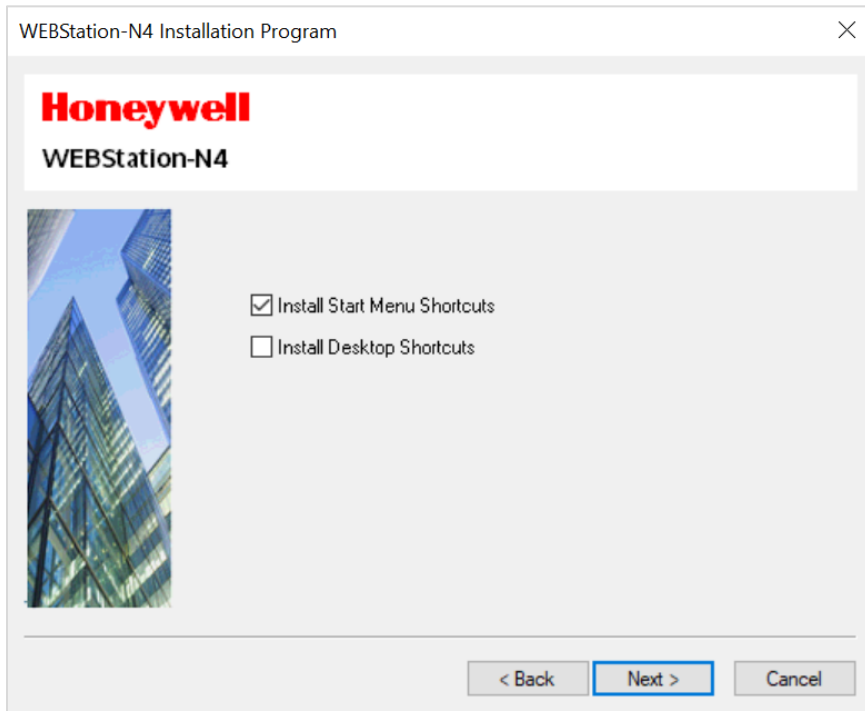 WEBStation-N4 Installation Program
Honeywell
WEBStation-N4
Install Start Menu Shortcuts
Install Desktop Shortcuts
< Back Next > Cancel